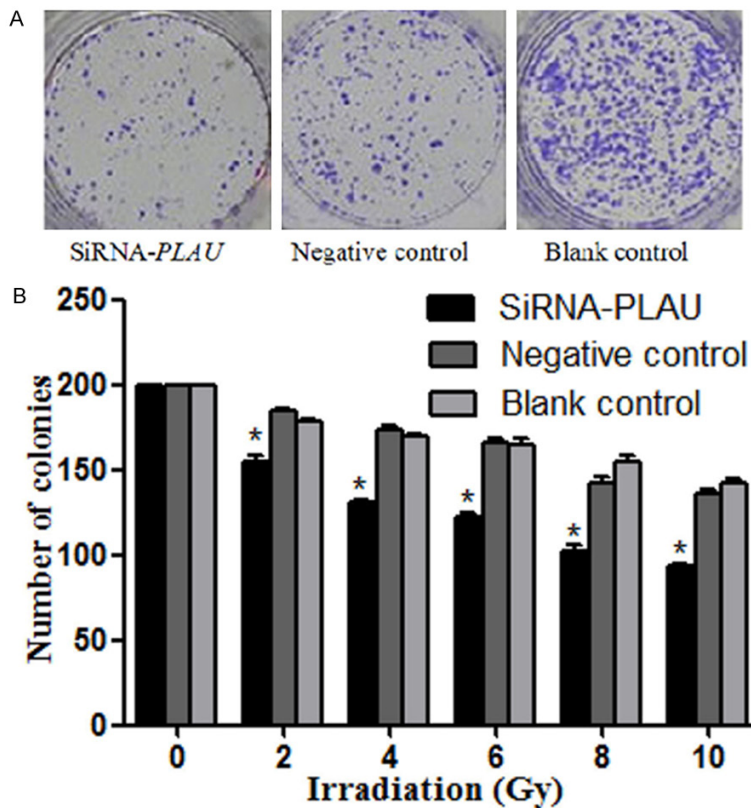 A
SiRNA-PLAU Negative control Blank control
B
250
200
150
100
50
0
Number of colonies
SiRNA-PLAU
Negative control
Blank control
*
*
*
*
*
0 2 4 6 8 10
Irradiation (Gy)